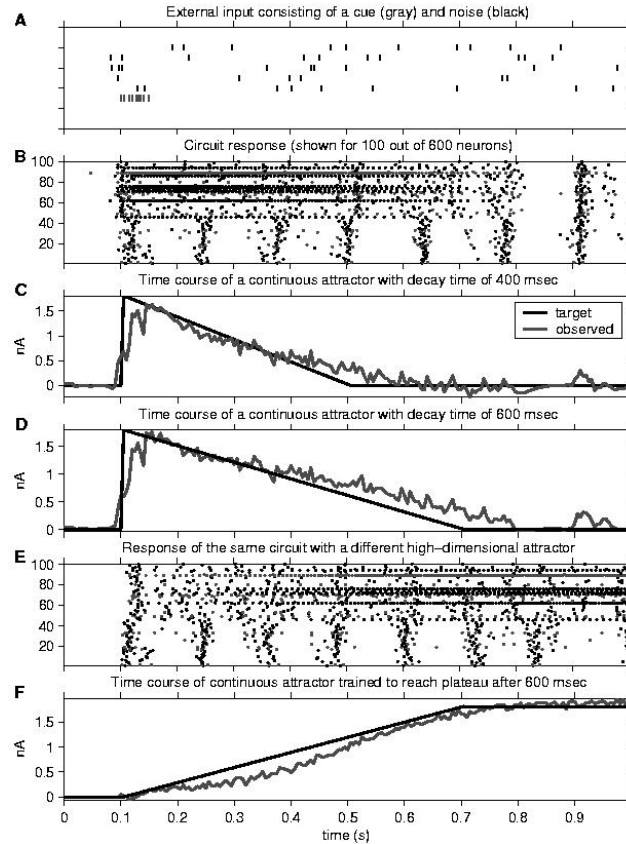 A External input consisting of a cue (gray) and noise (black)
B Circuit response (shown for 100 out of 600 neurons)
100
80
60
40
20
C Time course of a continuous attractor with decay time of 400 msec
1.5
1
0.5
0
nA
target
observed
D Time course of a continuous attractor with decay time of 600 msec
1.5
1
0.5
0
nA
E Response of the same circuit with a different high–dimensional attractor
100
80
60
40
20
F Time course of continuous attractor trained to reach plateau after 600 msec
1.5
1
0.5
0
nA
0 0.1 0.2 0.3 0.4 0.5 0.6 0.7 0.8 0.9
time (s)